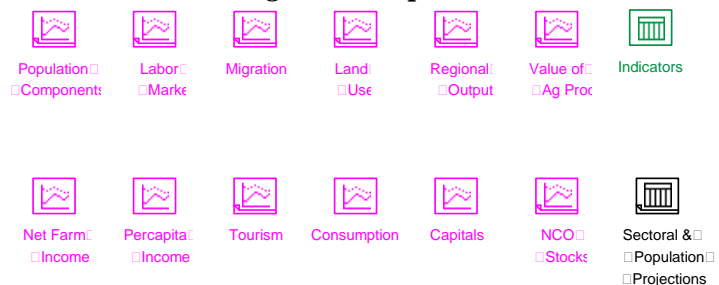 Population Labor Migration Land Regional Value of Indicators
Components Marke Use Output Ag Proc
Net Farm Percapita Tourism Consumption Capitals NCO Sectoral &
Income Income Stocks Population
Projections